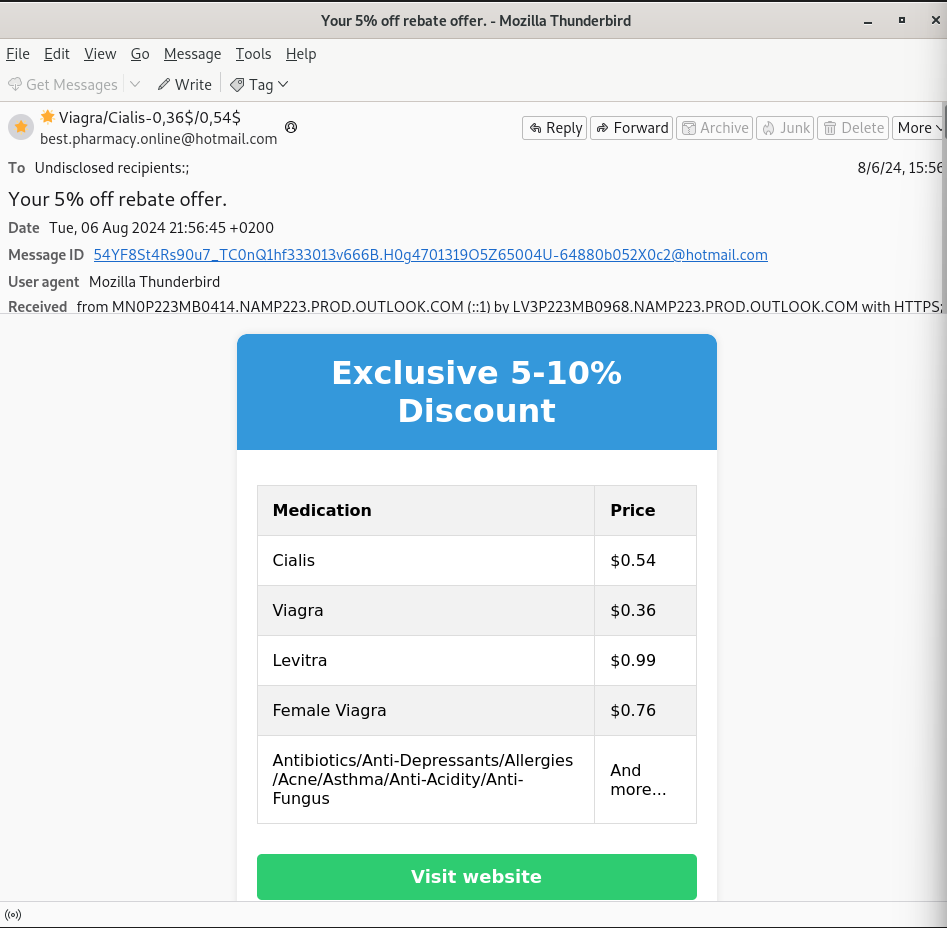 Your 5% off rebate offer. - Mozilla Thunderbird
File Edit View Go Message Tools Help
Get Messages Write Tag
Viagra/Cialis-0,36$/0,54$
best.pharmacy.online@hotmail.com
Reply Forward Archive Junk Delete More
To Undisclosed recipients:;
8/6/24, 15:56
Your 5% off rebate offer.
Date Tue, 06 Aug 2024 21:56:45 +0200
Message ID 54YF8St4Rs90u7_TC0nQ1hf333013v666B.H0g4701319O5Z65004U-64880b052X0c2@hotmail.com
User agent Mozilla Thunderbird
Received from MN0P223MB0414.NAMP223.PROD.OUTLOOK.COM (::1) by LV3P223MB0968.NAMP223.PROD.OUTLOOK.COM with HTTPS;
Exclusive 5-10%
Discount
Medication Price
Cialis $0.54
Viagra $0.36
Levitra $0.99
Female Viagra $0.76
Antibiotics/Anti-Depressants/Allergies
/Acne/Asthma/Anti-Acidity/Anti-
Fungus
And
more...
Visit website